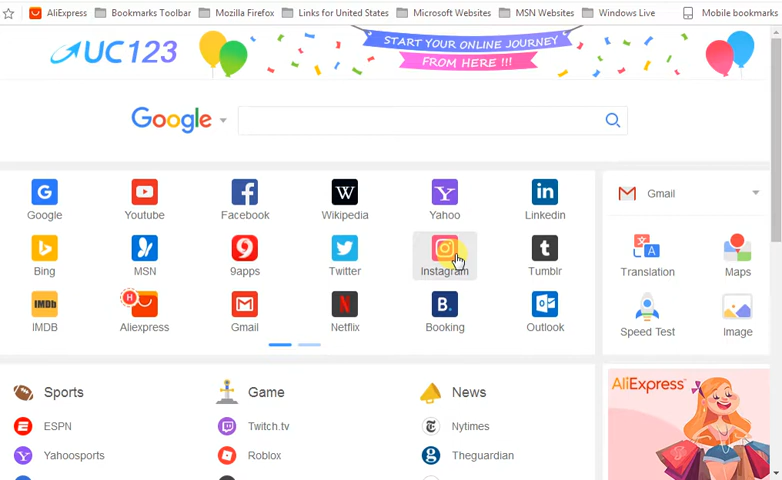 AliExpress Bookmarks Toolbar Mozilla Firefox Links for United States Microsoft Websites MSN Websites Windows Live Mobile bookmarks
UC123
START YOUR ONLINE JOURNEY
FROM HERE !!!
Google
G W in
Google Youtube Facebook Wikipedia Yahoo Linkedin
Gmail
Bing MSN 9apps Twitter Instagram Tumblr
Translation Maps
IMDb H B.
IMDB Aliexpress Gmail Netflix Booking Outlook
Speed Test Image
Sports Game News
AliExpress
ESPN Twitch.tv Nytimes
Yahoosports Roblox Theguardian